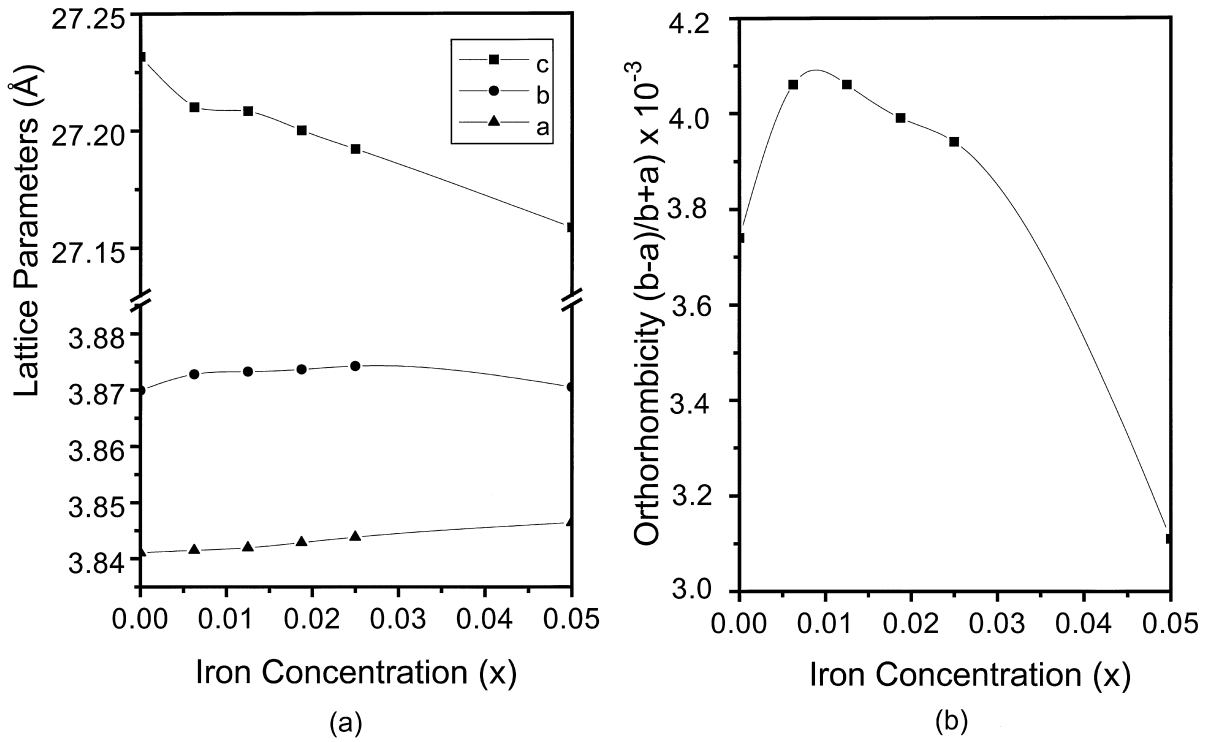 27.25
27.20
27.15
3.88
3.87
3.86
3.85
3.84
Lattice Parameters (Å)
c
b
a
0.00 0.01 0.02 0.03 0.04 0.05
Iron Concentration (x)
(a)
4.2
4.0
3.8
3.6
3.4
3.2
3.0
Orthorhombicity (b-a)/b+a) x 10-3
0.00 0.01 0.02 0.03 0.04 0.05
Iron Concentration (x)
(b)